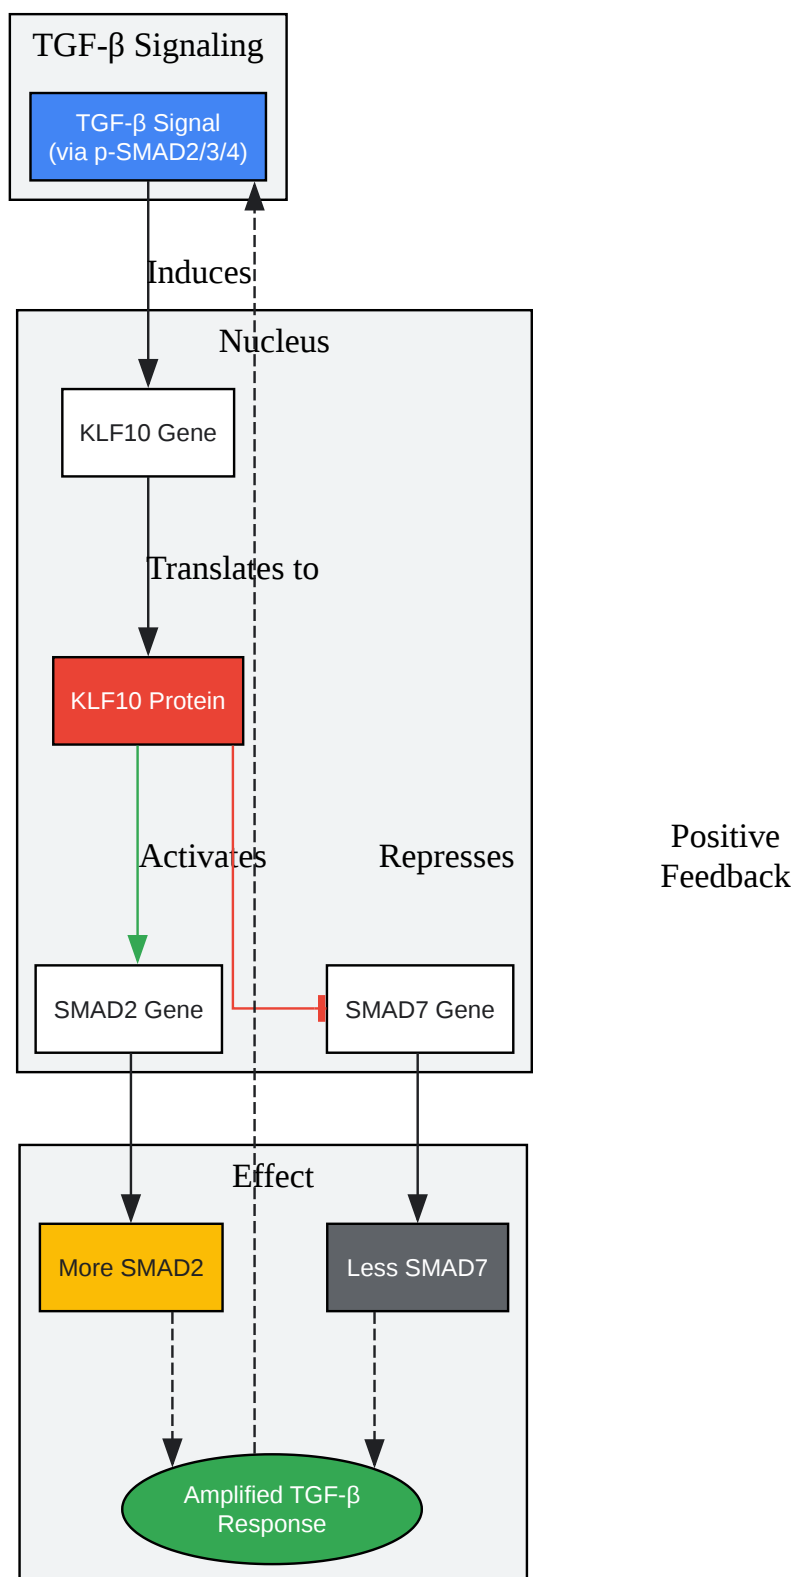 TGF-β Signaling
TGF-β Signal
(via p-SMAD2/3/4)
Induces
Nucleus
KLF10 Gene
Translates to
KLF10 Protein
Activates
Represses
Positive
Feedback
SMAD2 Gene
SMAD7 Gene
Effect
More SMAD2
Less SMAD7
Amplified TGF-β
Response